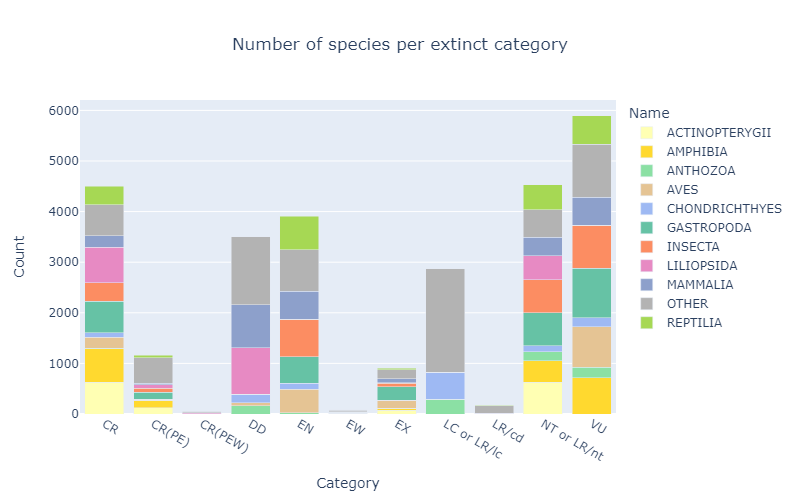 Number of species per extinct category
Count
6000
5000
4000
3000
2000
1000
0
CR
CR(PE)
CR(PEW)
DD
EN
EW
EX
LC or LR/lc
LR/cd
NT or LR/nt
VU
Category
Name
ACTINOPTERYGII
AMPHIBIA
ANTHOZOA
AVES
CHONDRICHTHYES
GASTROPODA
INSECTA
LILIOPSIDA
MAMMALIA
OTHER
REPTILIA